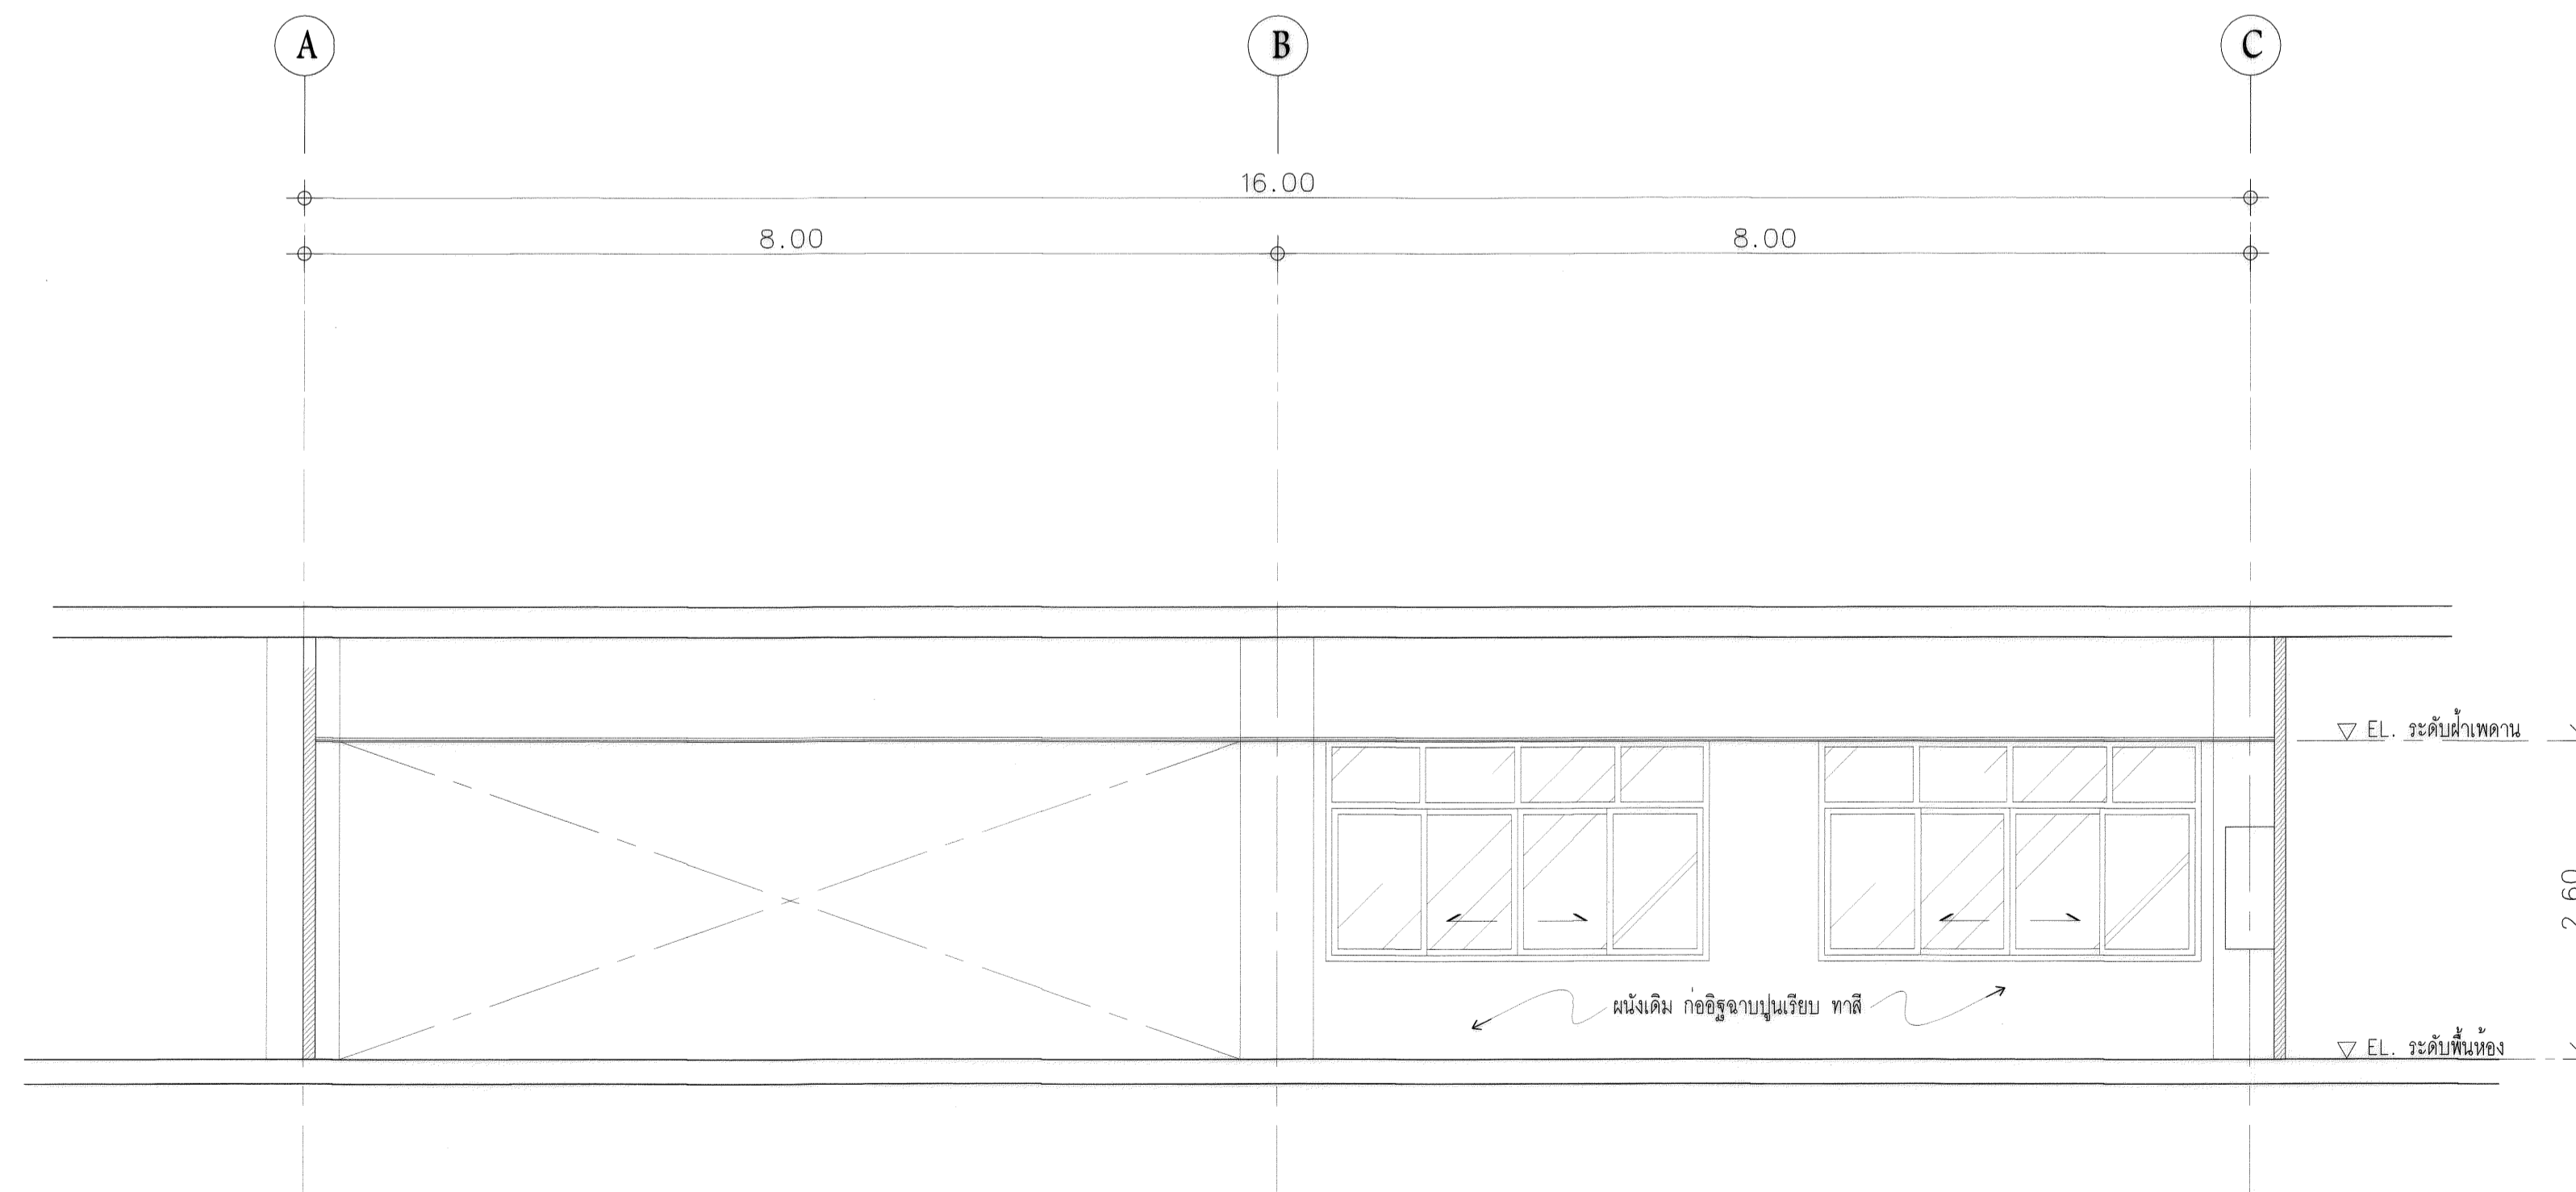 A B C
16.00
8.00 8.00
EL. ระดับฝ้าเพดาน
2.60
ผนังเดิม ก่ออิฐฉาบปูนเรียบ ทาสี
EL. ระดับพื้นห้อง